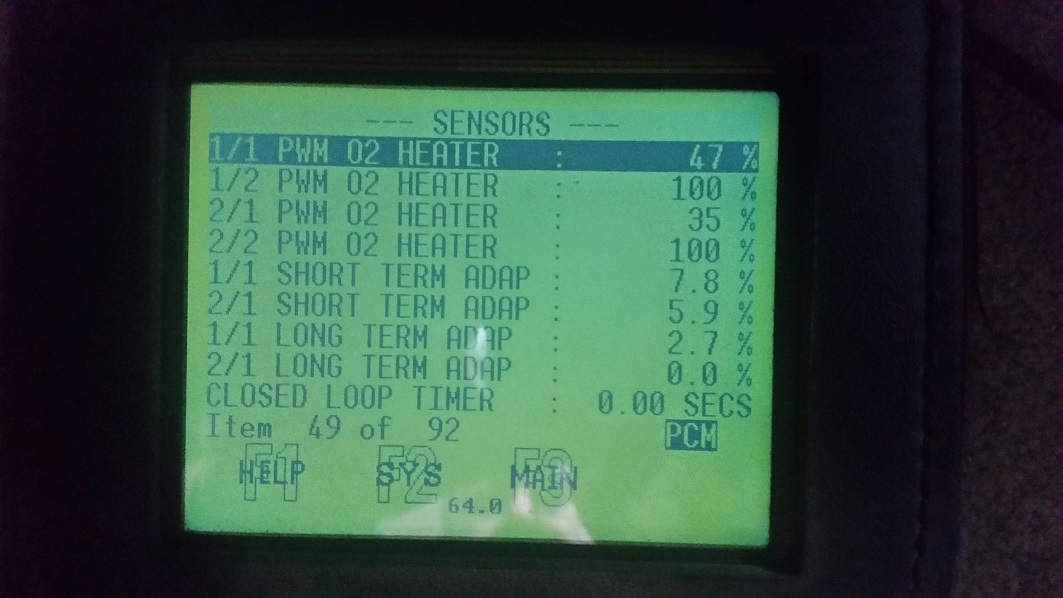 --- SENSORS ---
1/1 PWM O2 HEATER : 47 %
1/2 PWM O2 HEATER : 100 %
2/1 PWM O2 HEATER : 35 %
2/2 PWM O2 HEATER : 100 %
1/1 SHORT TERM ADAP : 7.8 %
2/1 SHORT TERM ADAP : 5.9 %
1/1 LONG TERM ADAP : 2.7 %
2/1 LONG TERM ADAP : 0.0 %
CLOSED LOOP TIMER : 0.00 SECS
Item 49 of 92 PCM
F1 F2 F3
HELP SYS MAIN
64.0